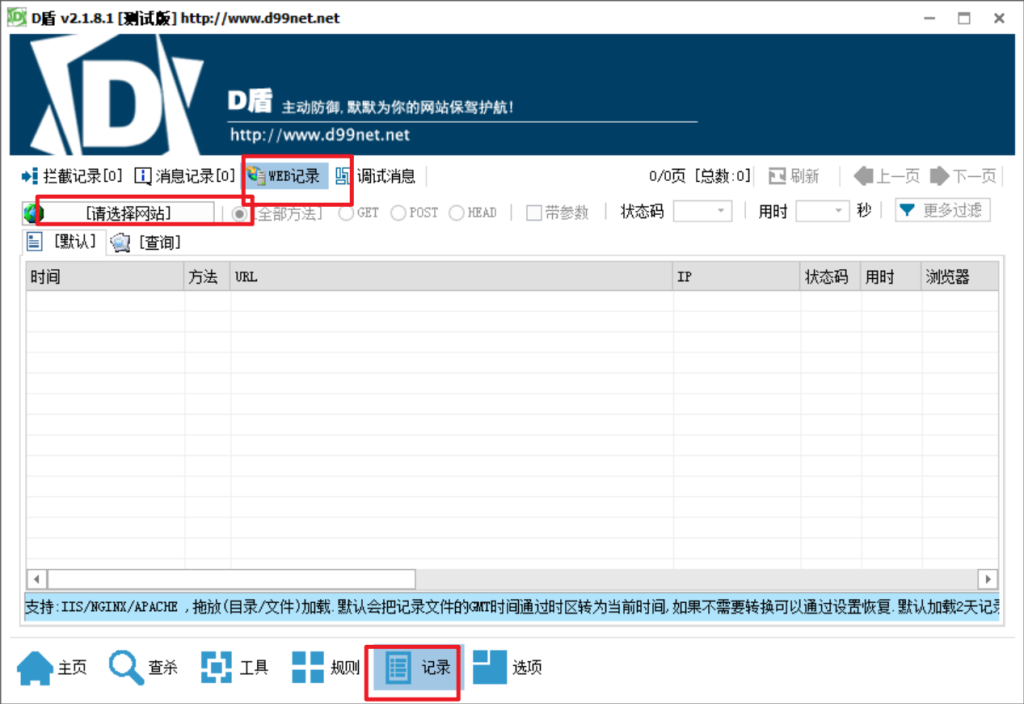 D盾 v2.1.8.1 [测试版] http://www.d99net.net
D
D盾 主动防御,默默为你的网站保驾护航!
http://www.d99net.net
拦截记录[0] 消息记录[0] WEB记录 调试消息 0/0页 [总数:0] 刷新 上一页 下一页
[请选择网站] [全部方法] GET POST HEAD 带参数 状态码 用时 秒 更多过滤
[默认] [查询]
时间 方法 URL IP 状态码 用时 浏览器
支持:IIS/NGINX/APACHE ,拖放(目录/文件)加载.默认会把记录文件的GMT时间通过时区转为当前时间,如果不需要转换可以通过设置恢复.默认加载2天记录
主页 查杀 工具 规则 记录 选项